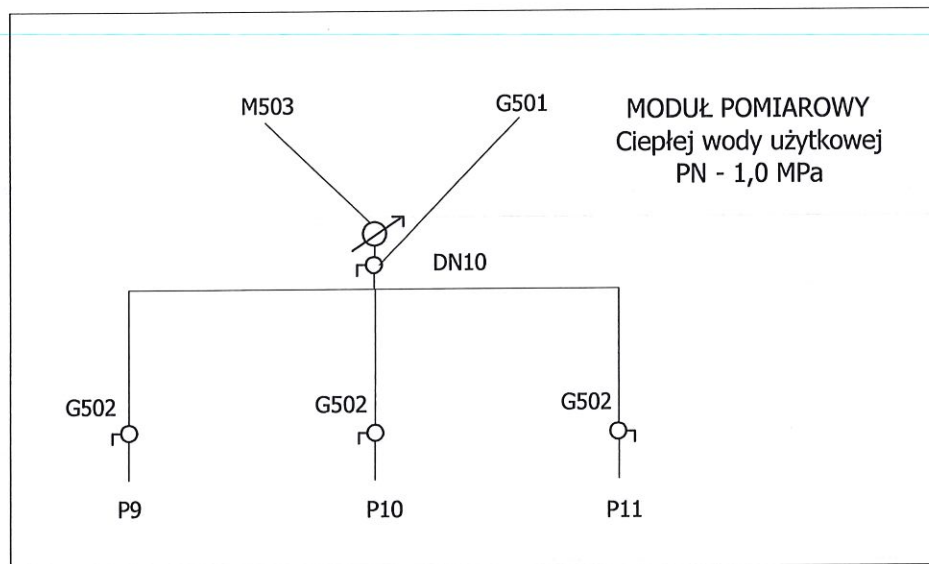 M503
G501
MODUŁ POMIAROWY
Ciepłej wody użytkowej
PN - 1,0 MPa
DN10
G502
G502
G502
P9
P10
P11